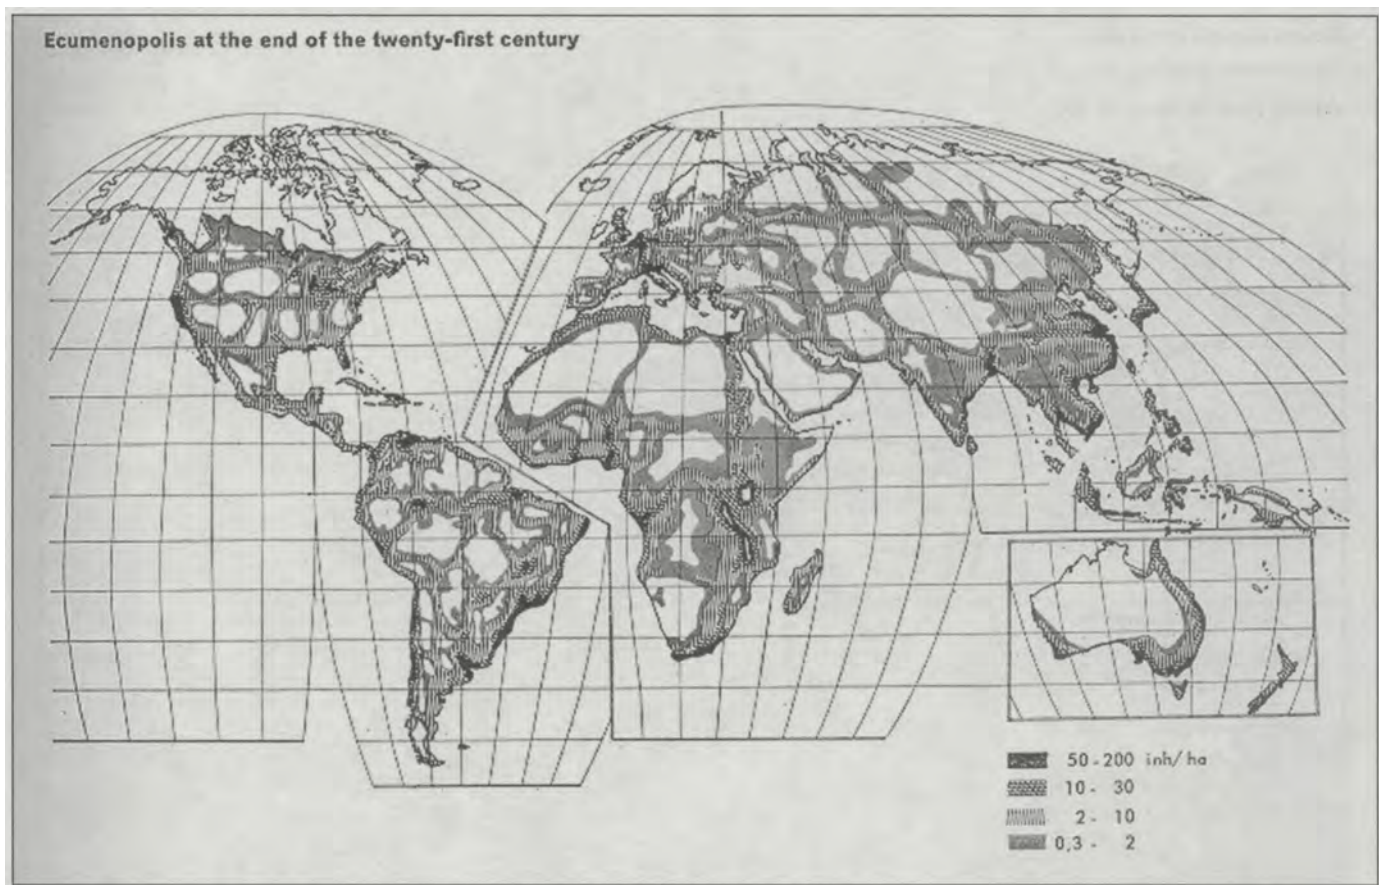 Ecumenopolis at the end of the twenty-first century
50-200 inh/ha
10- 30
2- 10
0,3- 2